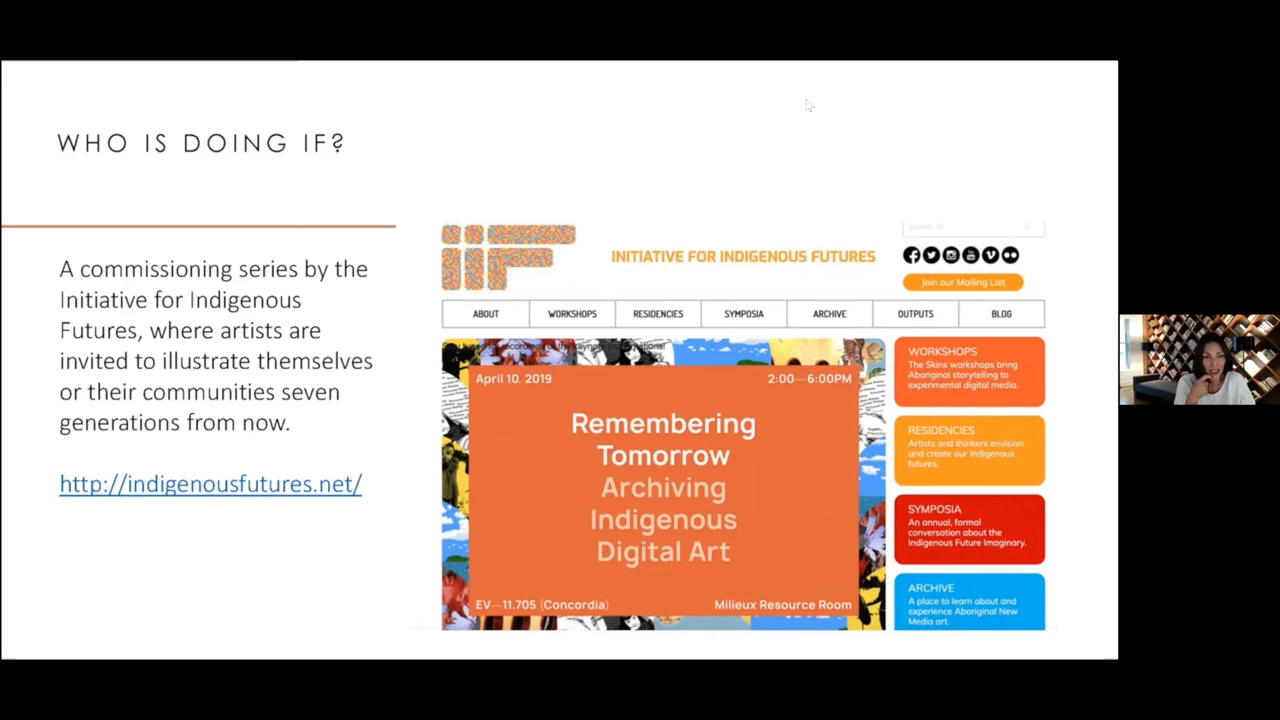 WHO IS DOING IF?
A commissioning series by the
Initiative for Indigenous
Futures, where artists are
invited to illustrate themselves
or their communities seven
generations from now.
http://indigenousfutures.net/
iiF
INITIATIVE FOR INDIGENOUS FUTURES
Join our Mailing List
ABOUT
WORKSHOPS
RESIDENCIES
SYMPOSIA
ARCHIVE
OUTPUTS
BLOG
April 10, 2019
2:00—6:00PM
Remembering
Tomorrow
Archiving
Indigenous
Digital Art
EV—11.705 (Concordia)
Milieux Resource Room
WORKSHOPS
The Skins workshops bring
Aboriginal storytelling to
experimental digital media.
RESIDENCIES
Artists and thinkers envision
and create our Indigenous
futures.
SYMPOSIA
An annual, formal
conversation about the
Indigenous Future Imaginary.
ARCHIVE
A place to learn about and
experience Aboriginal New
Media art.